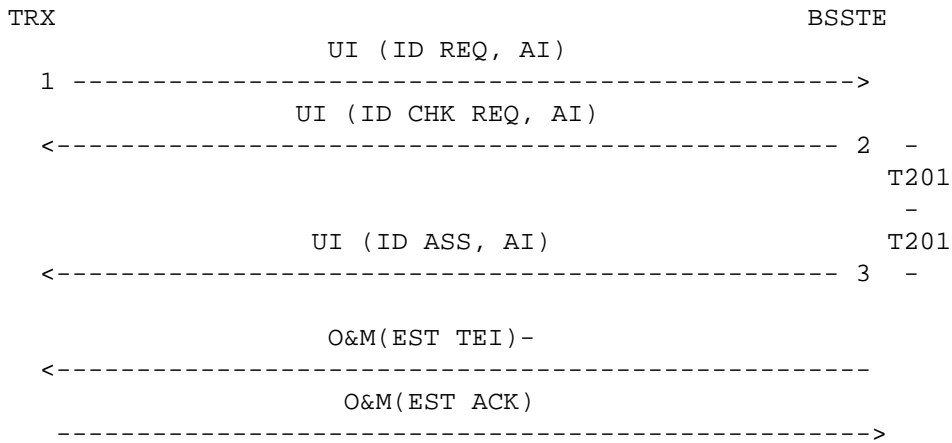 TRX BSSTE
UI (ID REQ, AI)
1 ------------------------------------------------->
UI (ID CHK REQ, AI)
<------------------------------------------------- 2 -
T201
-
UI (ID ASS, AI) T201
<------------------------------------------------- 3 -
O&M(EST TEI)-
<---------------------------------------------------
O&M(EST ACK)
--------------------------------------------------->